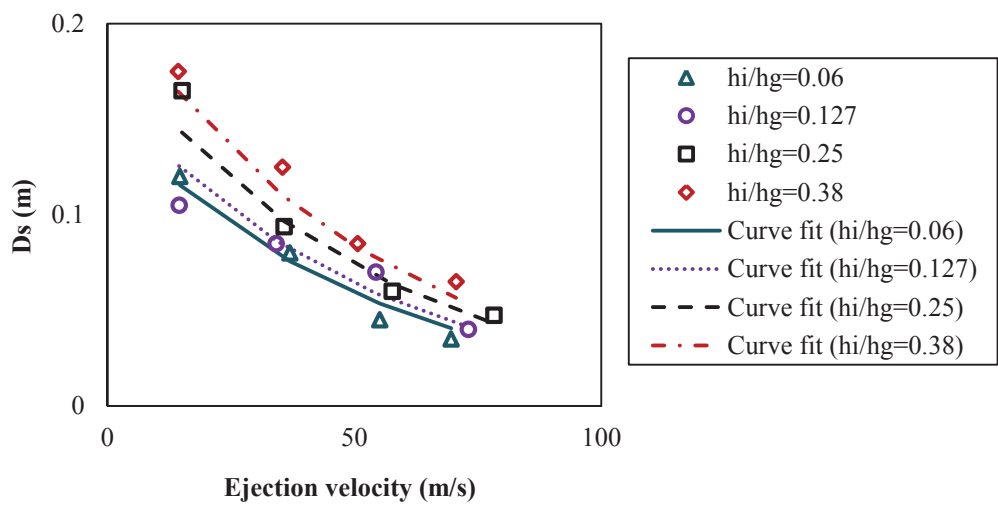 0.2
0.1
0
0
50
100
Ds (m)
Ejection velocity (m/s)
hi/hg=0.06
hi/hg=0.127
hi/hg=0.25
hi/hg=0.38
Curve fit (hi/hg=0.06)
Curve fit (hi/hg=0.127)
Curve fit (hi/hg=0.25)
Curve fit (hi/hg=0.38)